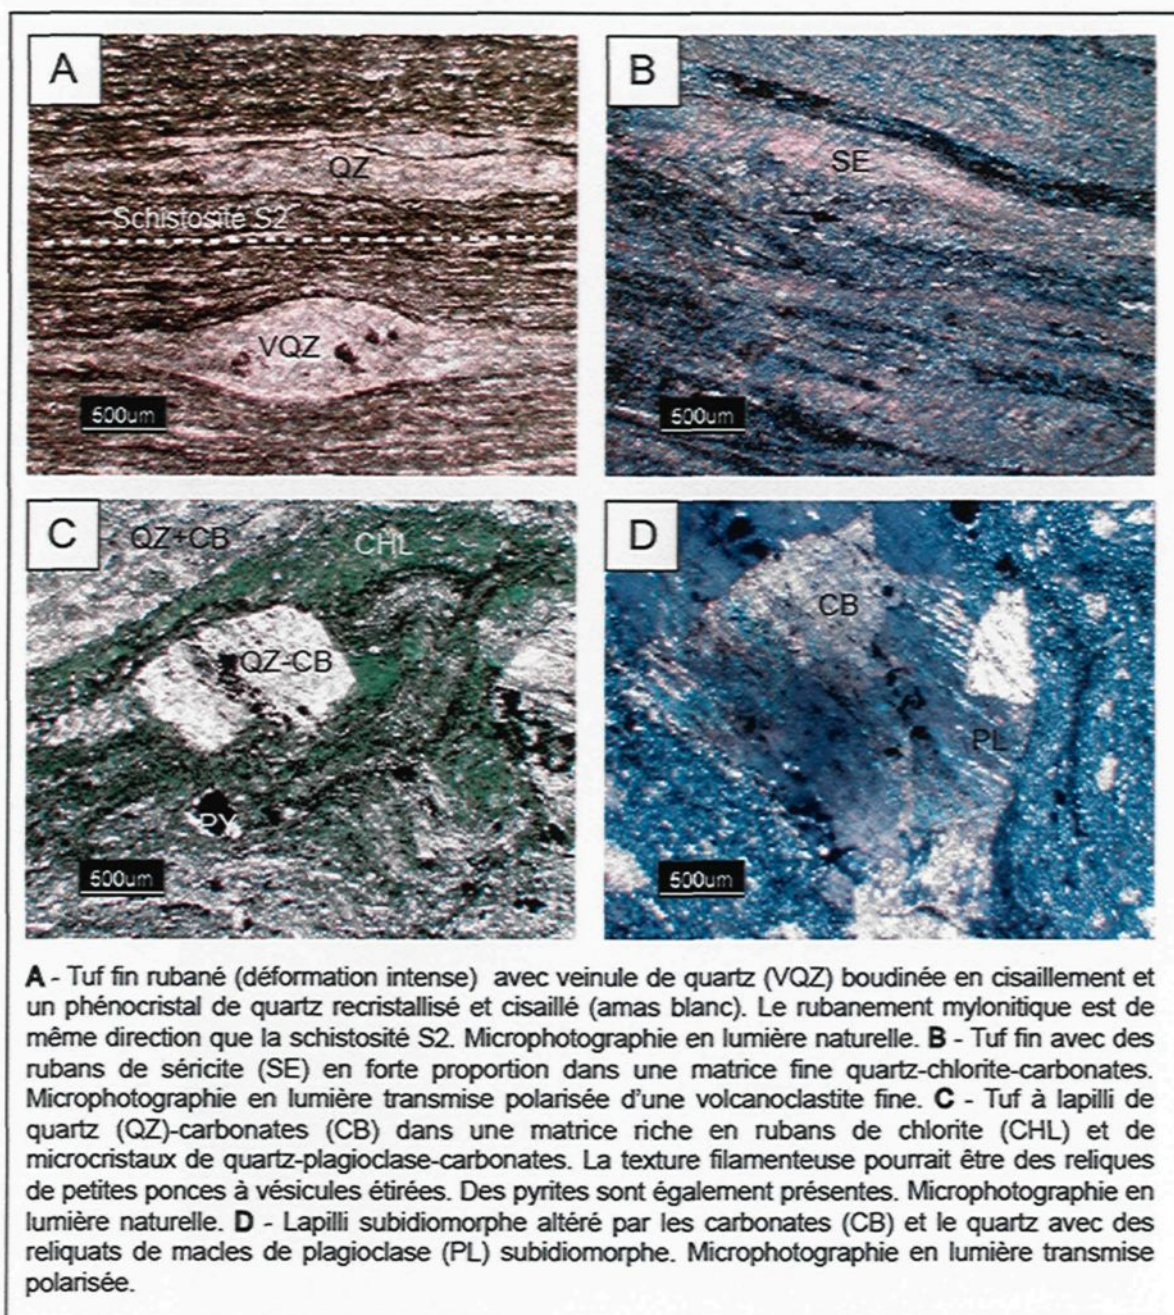 A
QZ
Schistosité S2
VQZ
500um
B
SE
500um
C
QZ+CB
CHL
QZ-CB
PY
500um
D
CB
PL
500um
A - Tuf fin rubané (déformation intense) avec veinule de quartz (VQZ) boudinée en cisaillement et
un phénocristal de quartz recristallisé et cisaillé (amas blanc). Le rubanement mylonitique est de
même direction que la schistosité S2. Microphotographie en lumière naturelle. B - Tuf fin avec des
rubans de séricite (SE) en forte proportion dans une matrice fine quartz-chlorite-carbonates.
Microphotographie en lumière transmise polarisée d'une volcanoclastite fine. C - Tuf à lapilli de
quartz (QZ)-carbonates (CB) dans une matrice riche en rubans de chlorite (CHL) et de
microcristaux de quartz-plagioclase-carbonates. La texture filamenteuse pourrait être des reliques
de petites ponces à vésicules étirées. Des pyrites sont également présentes. Microphotographie en
lumière naturelle. D - Lapilli subidiomorphe altéré par les carbonates (CB) et le quartz avec des
reliquats de macles de plagioclase (PL) subidiomorphe. Microphotographie en lumière transmise
polarisée.